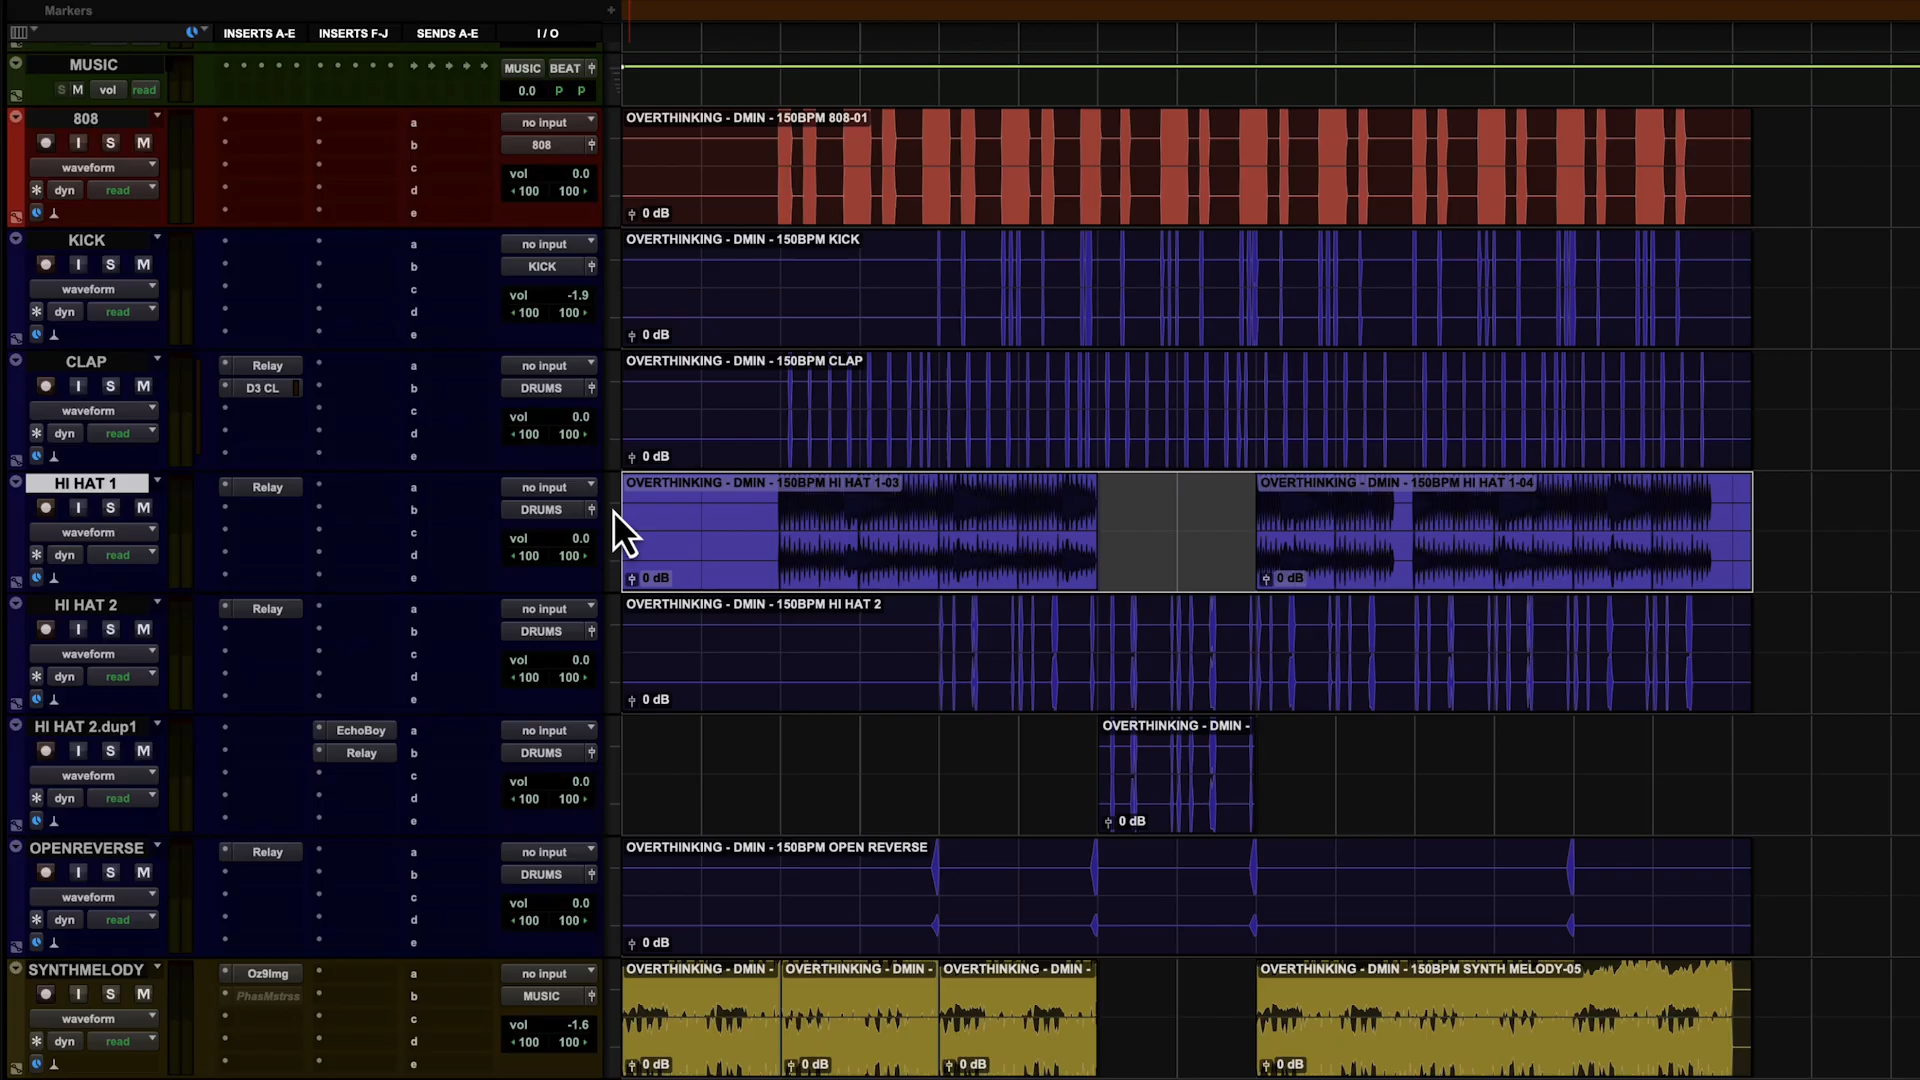 Markers
INSERTS A-E INSERTS F-J SENDS A-E I / O
MUSIC MUSIC BEAT
S M vol read 0.0 P P
808 a no input OVERTHINKING - DMIN - 150BPM 808-01
I S M b 808
waveform c vol 0.0
dyn read d 100 100
e 0 dB
KICK a no input OVERTHINKING - DMIN - 150BPM KICK
I S M b KICK
waveform c vol -1.9
dyn read d 100 100
e 0 dB
CLAP Relay a no input OVERTHINKING - DMIN - 150BPM CLAP
I S M D3 CL b DRUMS
waveform c vol 0.0
dyn read d 100 100
e 0 dB
HI HAT 1 Relay a no input OVERTHINKING - DMIN - 150BPM HI HAT 1-03 OVERTHINKING - DMIN - 150BPM HI HAT 1-04
I S M b DRUMS
waveform c vol 0.0
dyn read d 100 100
e 0 dB 0 dB
HI HAT 2 Relay a no input OVERTHINKING - DMIN - 150BPM HI HAT 2
I S M b DRUMS
waveform c vol 0.0
dyn read d 100 100
e 0 dB
HI HAT 2.dup1 EchoBoy a no input OVERTHINKING - DMIN -
I S M Relay b DRUMS
waveform c vol 0.0
dyn read d 100 100
e 0 dB
OPENREVERSE Relay a no input OVERTHINKING - DMIN - 150BPM OPEN REVERSE
I S M b DRUMS
waveform c vol 0.0
dyn read d 100 100
e 0 dB
SYNTHMELODY Oz9Img a no input OVERTHINKING - DMIN - OVERTHINKING - DMIN - OVERTHINKING - DMIN - OVERTHINKING - DMIN - 150BPM SYNTH MELODY-05
I S M PhasMstrss b MUSIC
waveform c vol -1.6
dyn read d 100 100
e 0 dB 0 dB 0 dB 0 dB